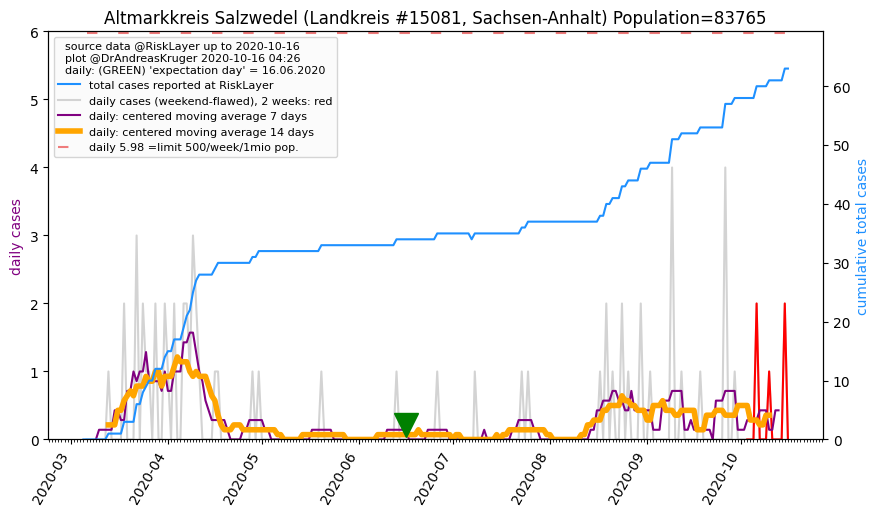 Altmarkkreis Salzwedel (Landkreis #15081, Sachsen-Anhalt) Population=83765
source data @RiskLayer up to 2020-10-16
plot @DrAndreasKruger 2020-10-16 04:26
daily: (GREEN) 'expectation day' = 16.06.2020
total cases reported at RiskLayer
daily cases (weekend-flawed), 2 weeks: red
daily: centered moving average 7 days
daily: centered moving average 14 days
daily 5.98 =limit 500/week/1mio pop.
daily cases
6
5
4
3
2
1
0
60
50
40
30
20
10
0
cumulative total cases
2020-03
2020-04
2020-05
2020-06
2020-07
2020-08
2020-09
2020-10